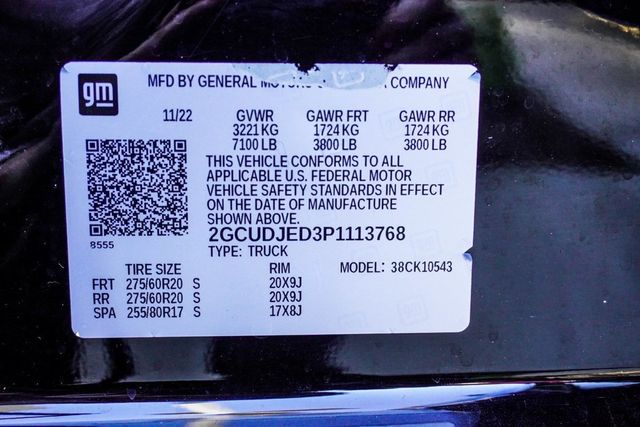 gm
MFD BY GENERAL MOTORS COMPANY
11/22 GVWR GAWR FRT GAWR RR
3221 KG 1724 KG 1724 KG
7100 LB 3800 LB 3800 LB
THIS VEHICLE CONFORMS TO ALL
APPLICABLE U.S. FEDERAL MOTOR
VEHICLE SAFETY STANDARDS IN EFFECT
ON THE DATE OF MANUFACTURE
SHOWN ABOVE.
8555
2GCUDJED3P1113768
TYPE: TRUCK
TIRE SIZE RIM MODEL: 38CK10543
FRT 275/60R20 S 20X9J
RR 275/60R20 S 20X9J
SPA 255/80R17 S 17X8J